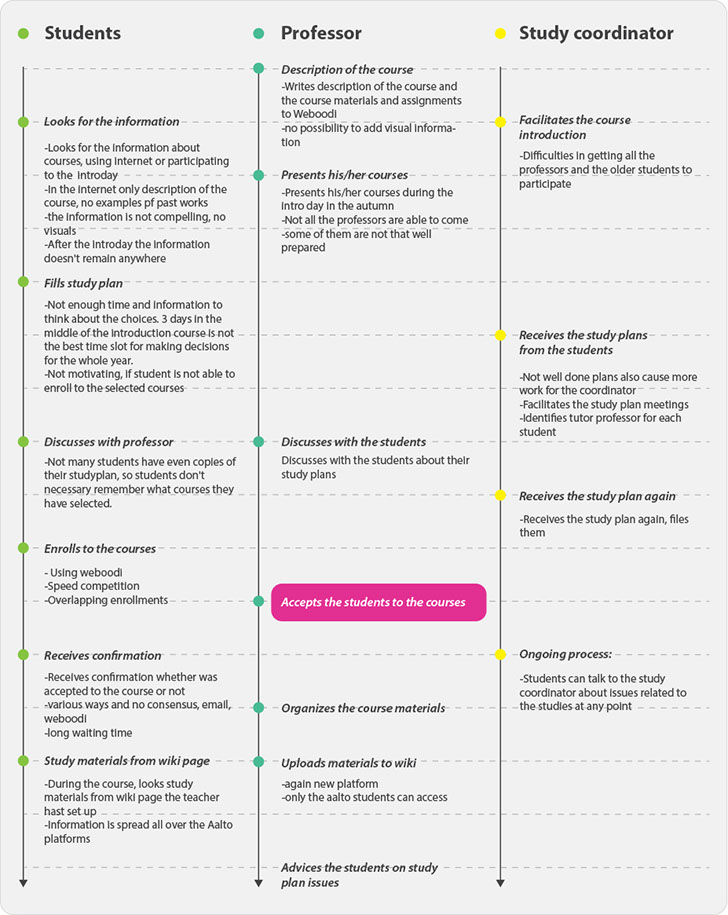 Students
Looks for the information
-Looks for the information about
courses, using internet or participating
to the introday
-In the internet only description of the
course, no examples pf past works
-the information is not compelling, no
visuals
-After the introday the information
doesn't remain anywhere
Fills study plan
-Not enough time and information to
think about the choices. 3 days in the
middle of the introduction course is not
the best time slot for making decisions
for the whole year.
-Not motivating, if student is not able to
enroll to the selected courses
Discusses with professor
-Not many students have even copies of
their studyplan, so students don't
necessary remember what courses they
have selected.
Enrolls to the courses
- Using weboodi
-Speed competition
-Overlapping enrollments
Receives confirmation
-Receives confirmation whether was
accepted to the course or not
-various ways and no consensus, email,
weboodi
-long waiting time
Study materials from wiki page
-During the course, looks study
materials from wiki page the teacher
hast set up
-Information is spread all over the Aalto
platforms
Professor
Description of the course
-Writes description of the course and
the course materials and assignments
to Weboodi
-no possibility to add visual informa-
tion
Presents his/her courses
-Presents his/her courses during the
intro day in the autumn
-Not all the professors are able to come
-some of them are not that well
prepared
Discusses with the students
Discusses with the students about their
study plans
Accepts the students to the courses
Organizes the course materials
Uploads materials to wiki
-again new platform
-only the aalto students can access
Advices the students on study
plan issues
Study coordinator
Facilitates the course
introduction
-Difficulties in getting all the
professors and the older students to
participate
Receives the study plans
from the students
-Not well done plans also cause more
work for the coordinator
-Facilitates the study plan meetings
-Identifies tutor professor for each
student
Receives the study plan again
-Receives the study plan again, files
them
Ongoing process:
-Students can talk to the study
coordinator about issues related to
the studies at any point